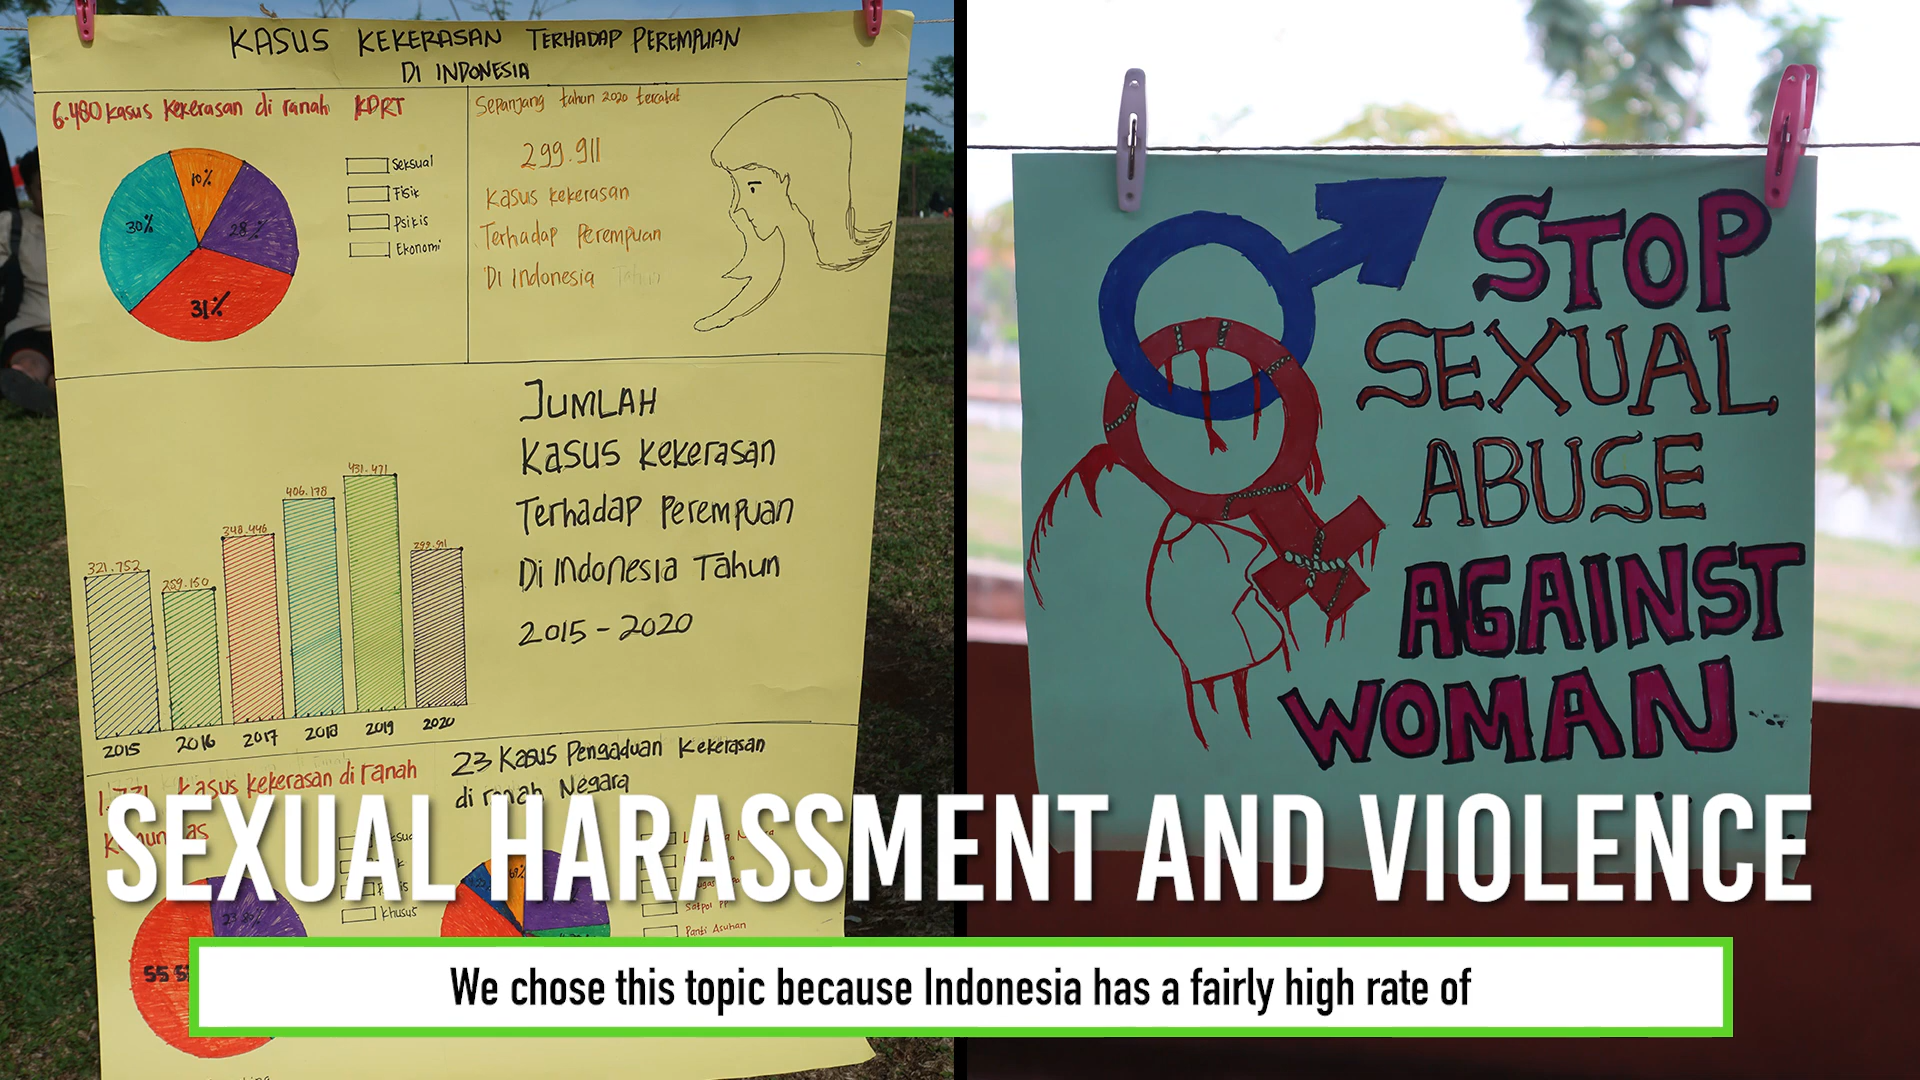 KASUS KEKERASAN TERHADAP PEREMPUAN
DI INDONESIA
6.480 kasus kekerasan di ranah KDRT
10%
30%
28%
31%
Seksual
Fisik
Psikis
Ekonomi
Sepanjang tahun 2020 tercatat
299.911
Kasus kekerasan
Terhadap Perempuan
Di Indonesia Tahun
JUMLAH
Kasus kekerasan
Terhadap Perempuan
Di Indonesia Tahun
2015 - 2020
321.752
259.150
348.446
406.178
431.471
299.911
2015
2016
2017
2018
2019
2020
kasus kekerasan di ranah
23 Kasus Pengaduan Kekerasan
di ranah Negara
Khusus
Satpol PP
Panti Asuhan
STOP
SEXUAL
ABUSE
AGAINST
WOMAN
SEXUAL HARASSMENT AND VIOLENCE
We chose this topic because Indonesia has a fairly high rate of